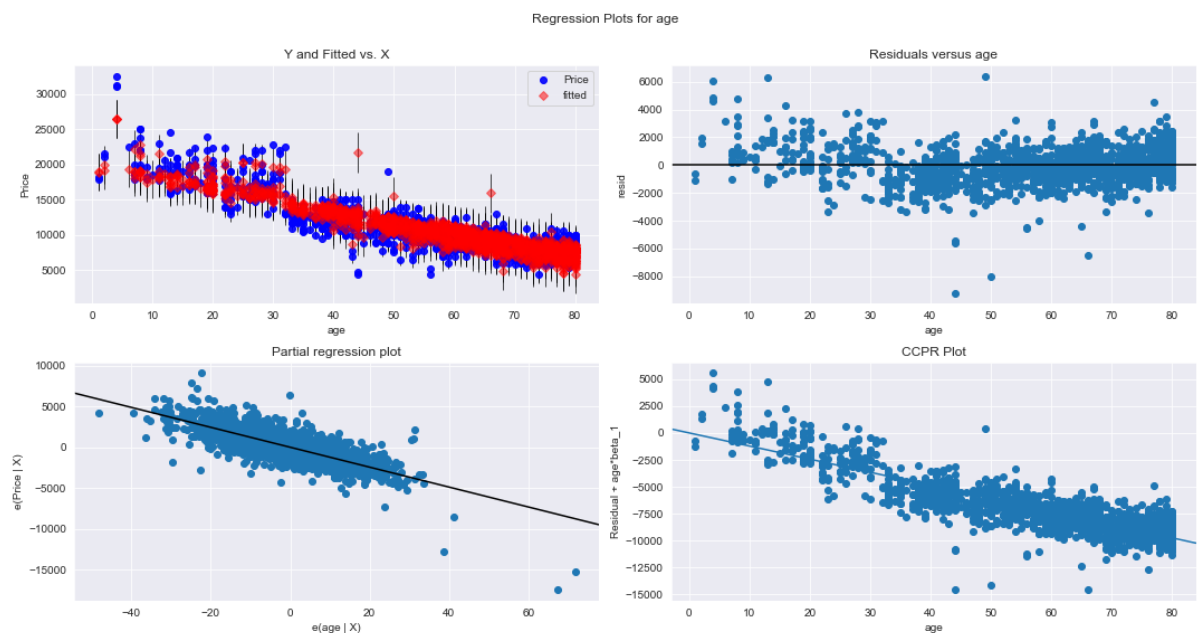 Regression Plots for age
Y and Fitted vs. X
Price
fitted
30000
25000
20000
15000
10000
5000
Price
0 10 20 30 40 50 60 70 80
age
Residuals versus age
6000
4000
2000
0
−2000
−4000
−6000
−8000
resid
0 10 20 30 40 50 60 70 80
age
Partial regression plot
10000
5000
0
−5000
−10000
−15000
e(Price | X)
−40 −20 0 20 40 60
e(age | X)
CCPR Plot
5000
2500
0
−2500
−5000
−7500
−10000
−12500
−15000
Residual + age*beta_1
0 10 20 30 40 50 60 70 80
age